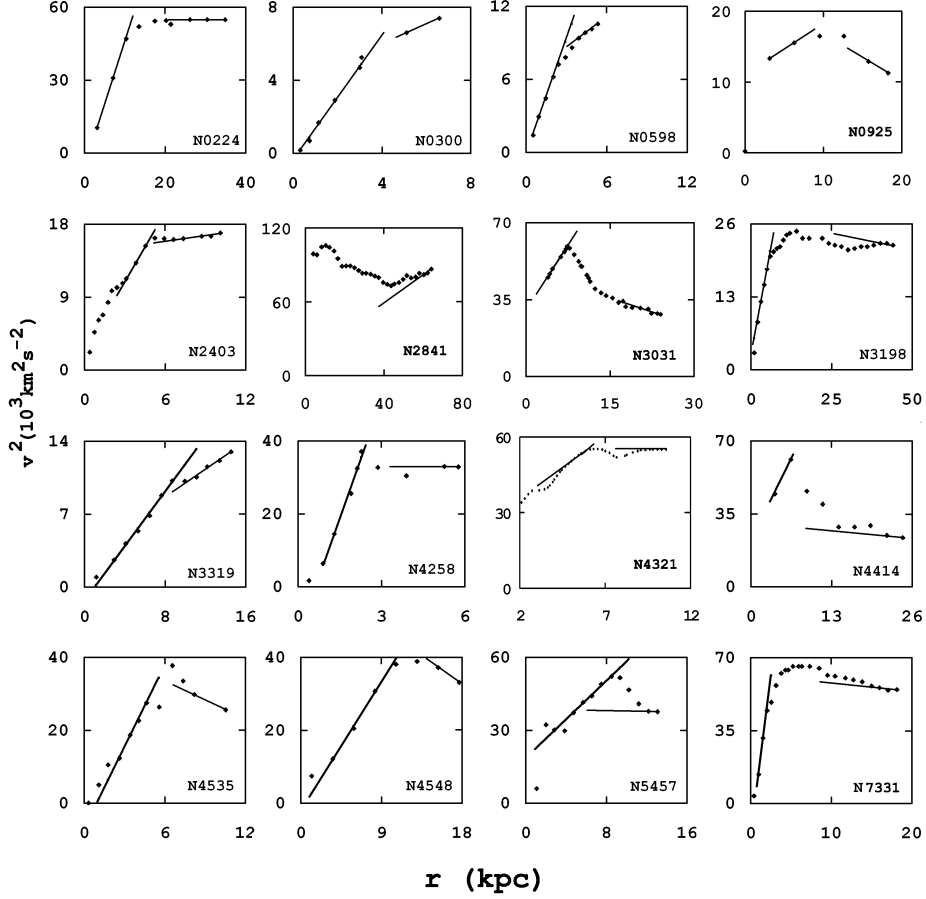 60
30
0
N0224
0 20 40
8
4
0
N0300
0 4 8
12
6
0
N0598
0 6 12
20
10
0
N0925
0 10 20
18
9
0
N2403
0 6 12
120
60
0
N2841
0 40 80
70
35
0
N3031
0 15 30
26
13
0
N3198
0 25 50
v²(10³km²s⁻²)
14
7
0
N3319
0 8 16
40
20
0
N4258
0 3 6
60
30
0
N4321
2 7 12
70
35
0
N4414
0 13 26
40
20
0
N4535
0 6 12
40
20
0
N4548
0 9 18
60
30
0
N5457
0 8 16
70
35
0
N7331
0 10 20
r (kpc)